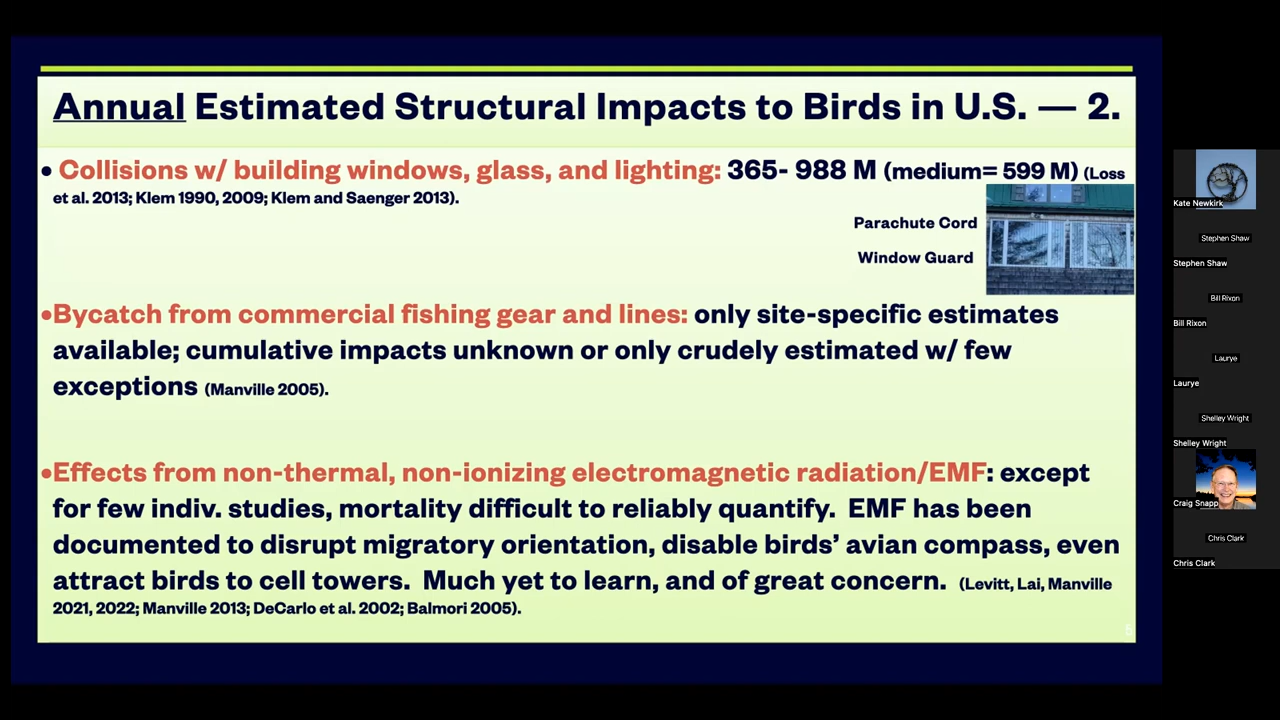 Annual Estimated Structural Impacts to Birds in U.S. — 2.
• Collisions w/ building windows, glass, and lighting: 365- 988 M (medium= 599 M) (Loss
et al. 2013; Klem 1990, 2009; Klem and Saenger 2013).
Parachute Cord
Window Guard
•Bycatch from commercial fishing gear and lines: only site-specific estimates
available; cumulative impacts unknown or only crudely estimated w/ few
exceptions (Manville 2005).
•Effects from non-thermal, non-ionizing electromagnetic radiation/EMF: except
for few indiv. studies, mortality difficult to reliably quantify. EMF has been
documented to disrupt migratory orientation, disable birds’ avian compass, even
attract birds to cell towers. Much yet to learn, and of great concern. (Levitt, Lai, Manville
2021, 2022; Manville 2013; DeCarlo et al. 2002; Balmori 2005).
5
Kate Newkirk
Stephen Shaw
Stephen Shaw
Bill Rixon
Bill Rixon
Laurye
Laurye
Shelley Wright
Shelley Wright
Craig Snapp
Chris Clark
Chris Clark